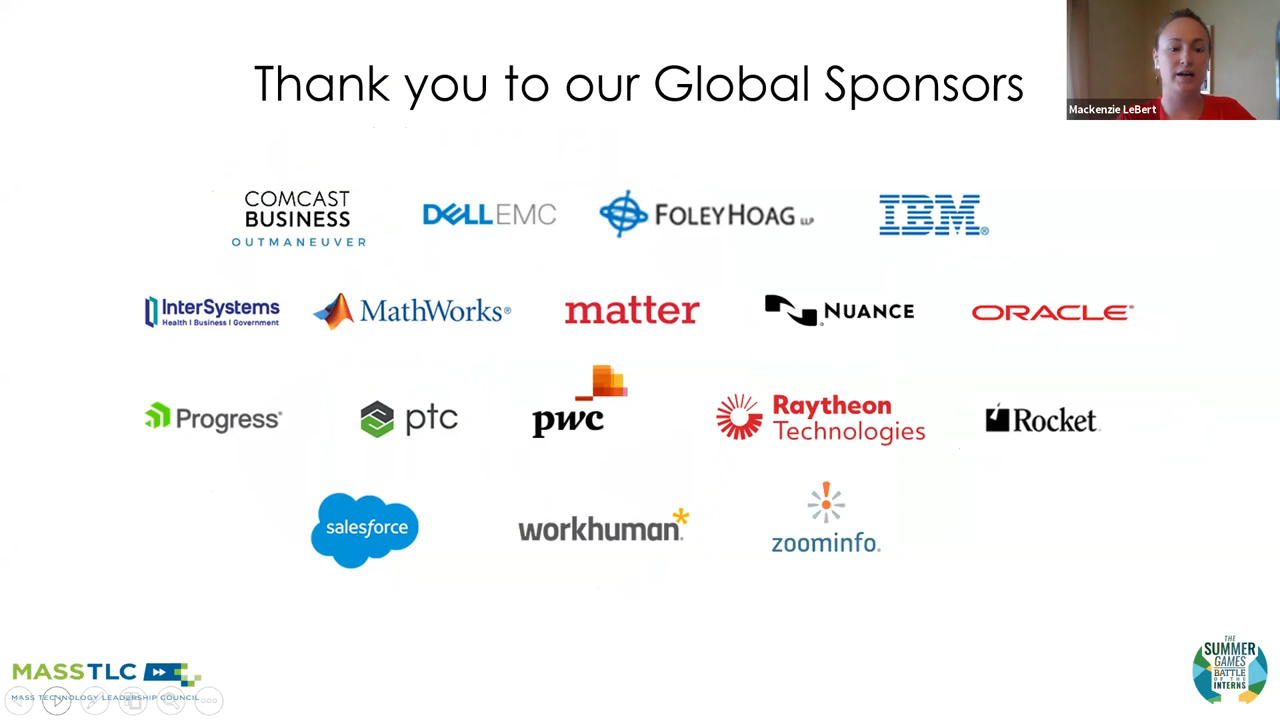 Thank you to our Global Sponsors
Mackenzie LeBert
COMCAST
BUSINESS
OUTMANEUVER
DELL EMC
FOLEY HOAG LLP
IBM®
InterSystems
Health | Business | Government
MathWorks®
matter
NUANCE
ORACLE®
Progress®
ptc
pwc
Raytheon
Technologies
Rocket
salesforce
workhuman
zoominfo
MASSTLC
MASS TECHNOLOGY LEADERSHIP COUNCIL
THE
SUMMER
GAMES
BATTLE
OF THE
INTERNS